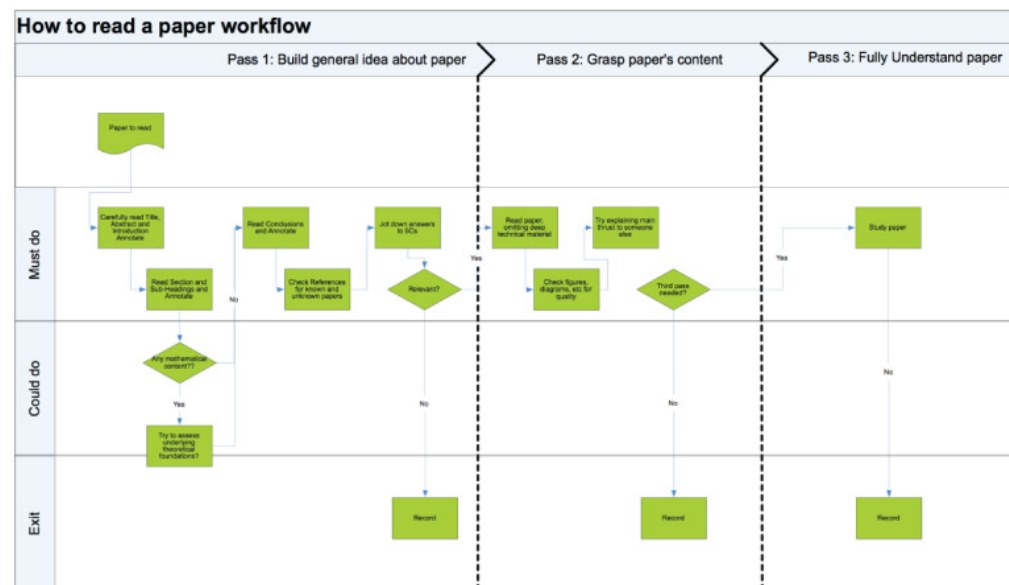 How to read a paper workflow
Pass 1: Build general idea about paper
Pass 2: Grasp paper's content
Pass 3: Fully Understand paper
Paper to read
Must do
Carefully read Title,
Abstract and
Introduction
Annotate
Read Section and
Sub-Headings and
Annotate
No
Read Conclusions
and Annotate
Check References
for known and
unknown papers
Jot down answers
to 5Cs
Relevant?
Yes
Read paper,
omitting deep
technical material
Check figures,
diagrams, etc for
quality
Try explaining main
thrust to someone
else
Third pass
needed?
Yes
Study paper
Could do
Any mathematical
content??
Yes
Try to assess
underlying
theoretical
foundations?
No
No
No
Exit
Record
Record
Record